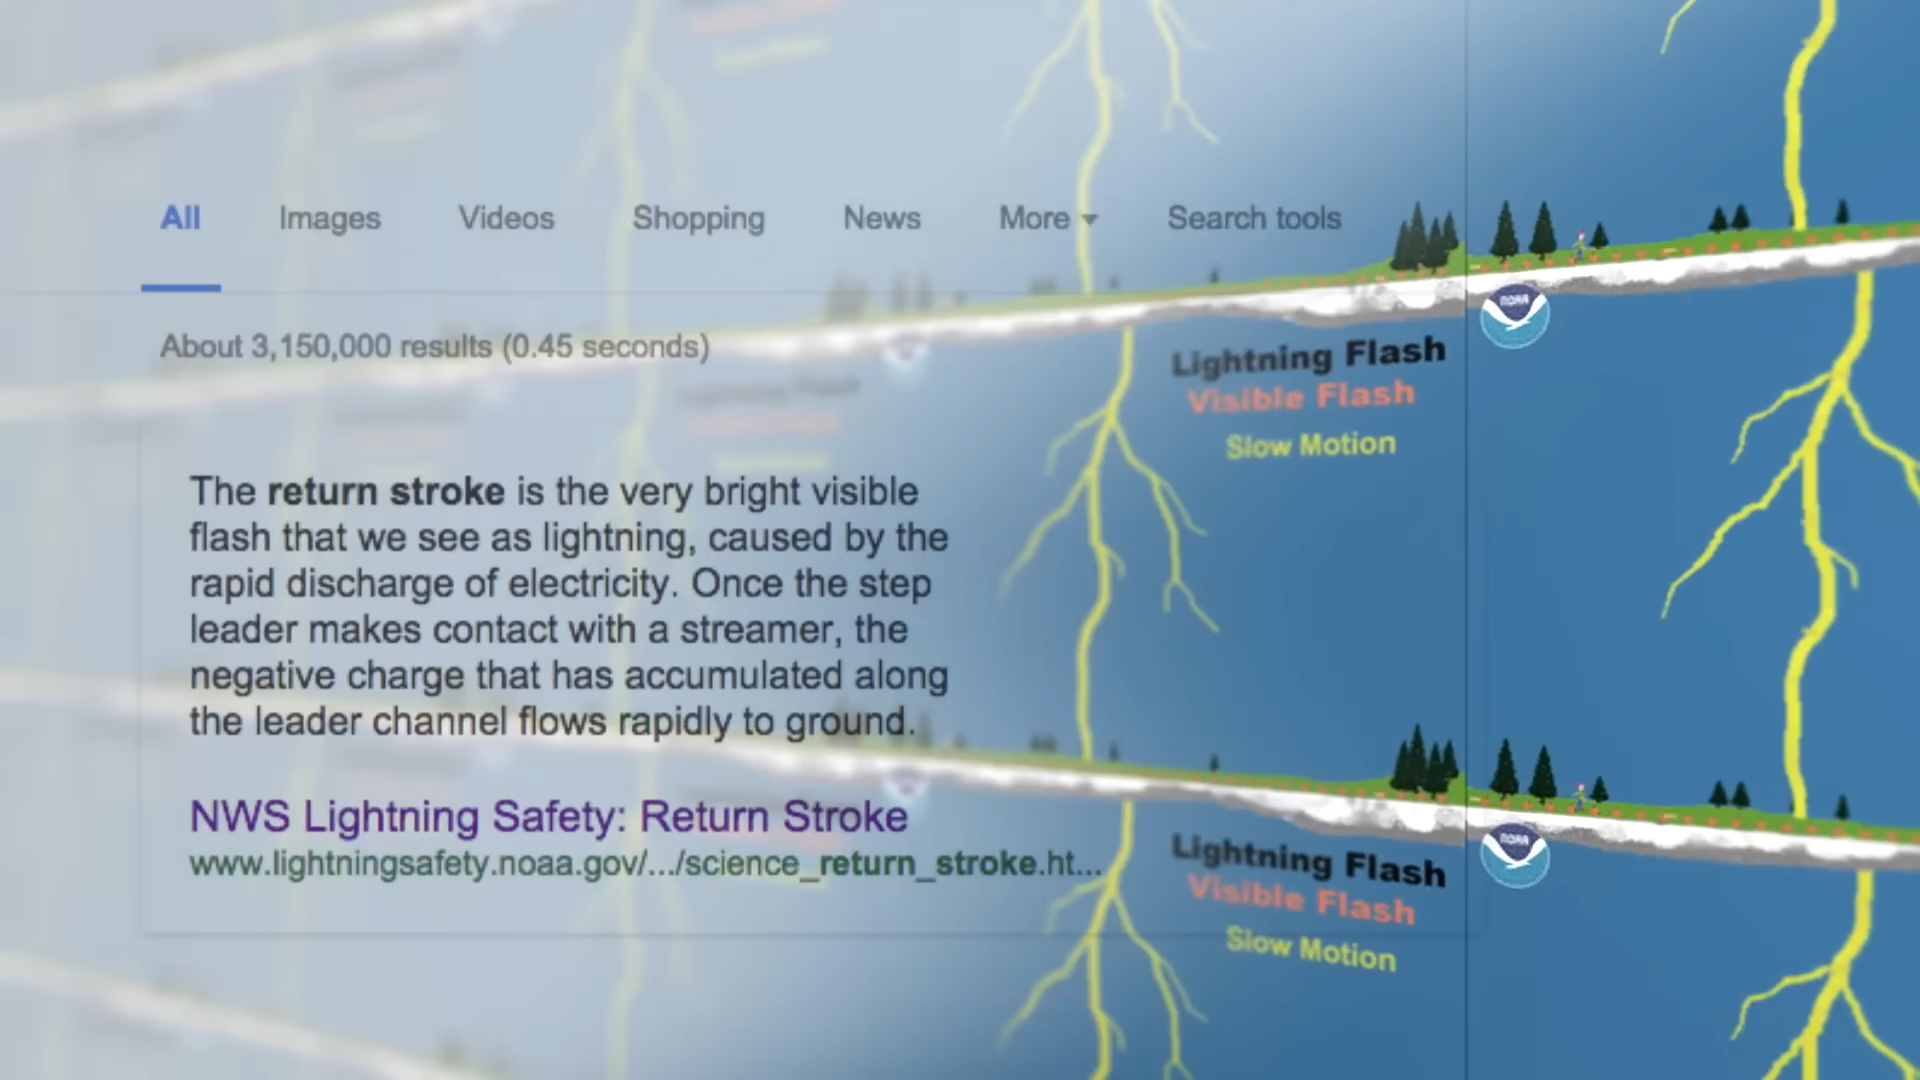 All Images Videos Shopping News More Search tools
About 3,150,000 results (0.45 seconds)
NOAA
Lightning Flash
Visible Flash
Slow Motion
Lightning Flash
The return stroke is the very bright visible
flash that we see as lightning, caused by the
rapid discharge of electricity. Once the step
leader makes contact with a streamer, the
negative charge that has accumulated along
the leader channel flows rapidly to ground.
NWS Lightning Safety: Return Stroke
www.lightningsafety.noaa.gov/.../science_return_stroke.ht...
NOAA
Lightning Flash
Visible Flash
Slow Motion